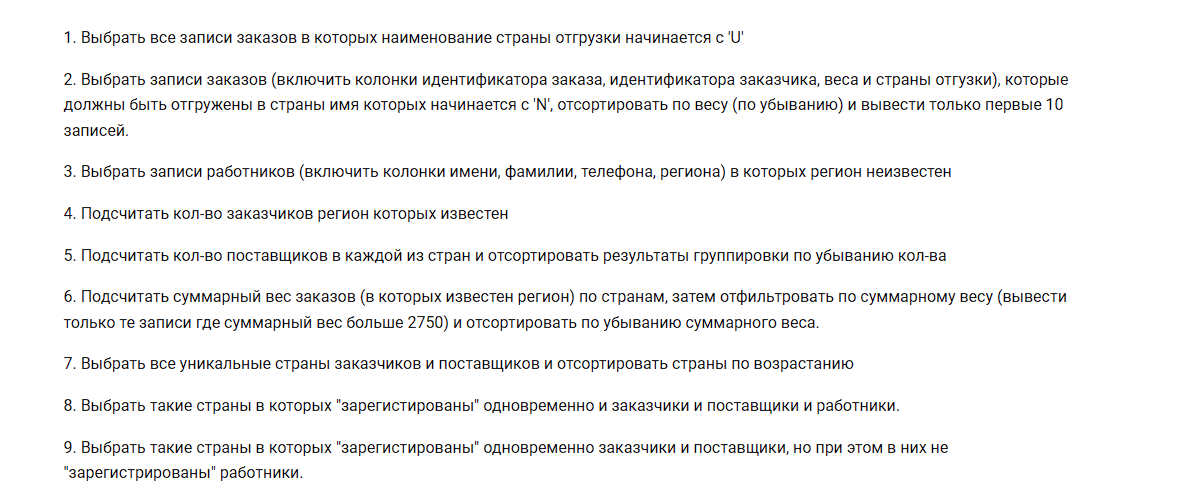 1. Выбрать все записи заказов в которых наименование страны отгрузки начинается с 'U'
2. Выбрать записи заказов (включить колонки идентификатора заказа, идентификатора заказчика, веса и страны отгузки), которые
должны быть отгружены в страны имя которых начинается с 'N', отсортировать по весу (по убыванию) и вывести только первые 10
записей.
3. Выбрать записи работников (включить колонки имени, фамилии, телефона, региона) в которых регион неизвестен
4. Подсчитать кол-во заказчиков регион которых известен
5. Подсчитать кол-во поставщиков в каждой из стран и отсортировать результаты группировки по убыванию кол-ва
6. Подсчитать суммарный вес заказов (в которых известен регион) по странам, затем отфильтровать по суммарному весу (вывести
только те записи где суммарный вес больше 2750) и отсортировать по убыванию суммарного веса.
7. Выбрать все уникальные страны заказчиков и поставщиков и отсортировать страны по возрастанию
8. Выбрать такие страны в которых "зарегистированы" одновременно и заказчики и поставщики и работники.
9. Выбрать такие страны в которых "зарегистированы" одновременно заказчики и поставщики, но при этом в них не
"зарегистрированы" работники.